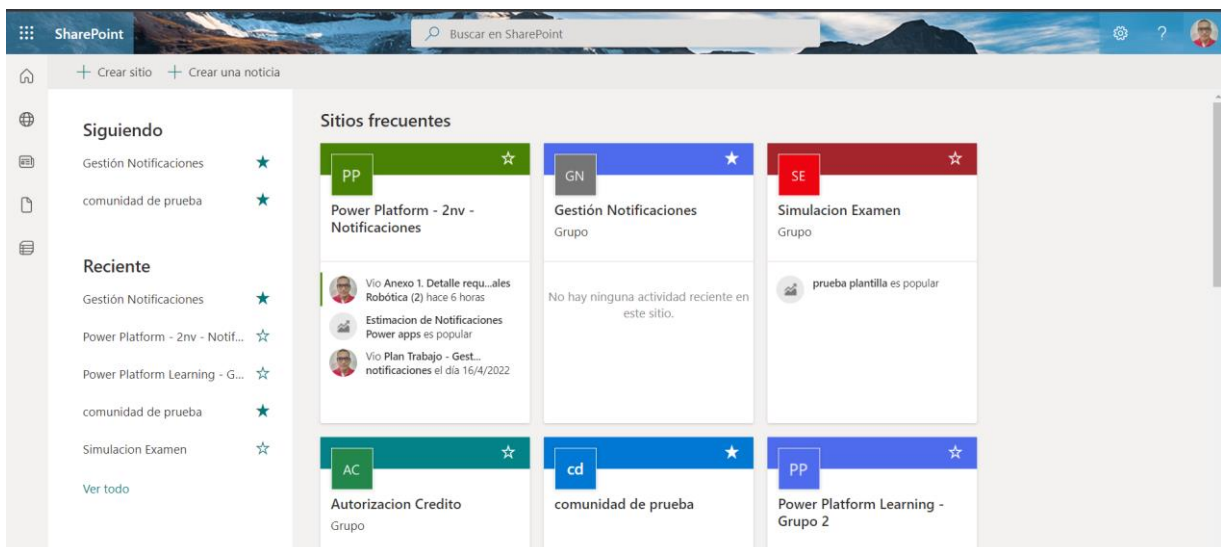 SharePoint
Buscar en SharePoint
?
+ Crear sitio + Crear una noticia
Siguiendo
Gestión Notificaciones
comunidad de prueba
Reciente
Gestión Notificaciones
Power Platform - 2nv - Notif...
Power Platform Learning - G...
comunidad de prueba
Simulacion Examen
Ver todo
Sitios frecuentes
PP
Power Platform - 2nv -
Notificaciones
Vio Anexo 1. Detalle requ...ales
Robótica (2) hace 6 horas
Estimacion de Notificaciones
Power apps es popular
Vio Plan Trabajo - Gest...
notificaciones el día 16/4/2022
GN
Gestión Notificaciones
Grupo
No hay ninguna actividad reciente en
este sitio.
SE
Simulacion Examen
Grupo
prueba plantilla es popular
AC
Autorizacion Credito
Grupo
cd
comunidad de prueba
PP
Power Platform Learning -
Grupo 2